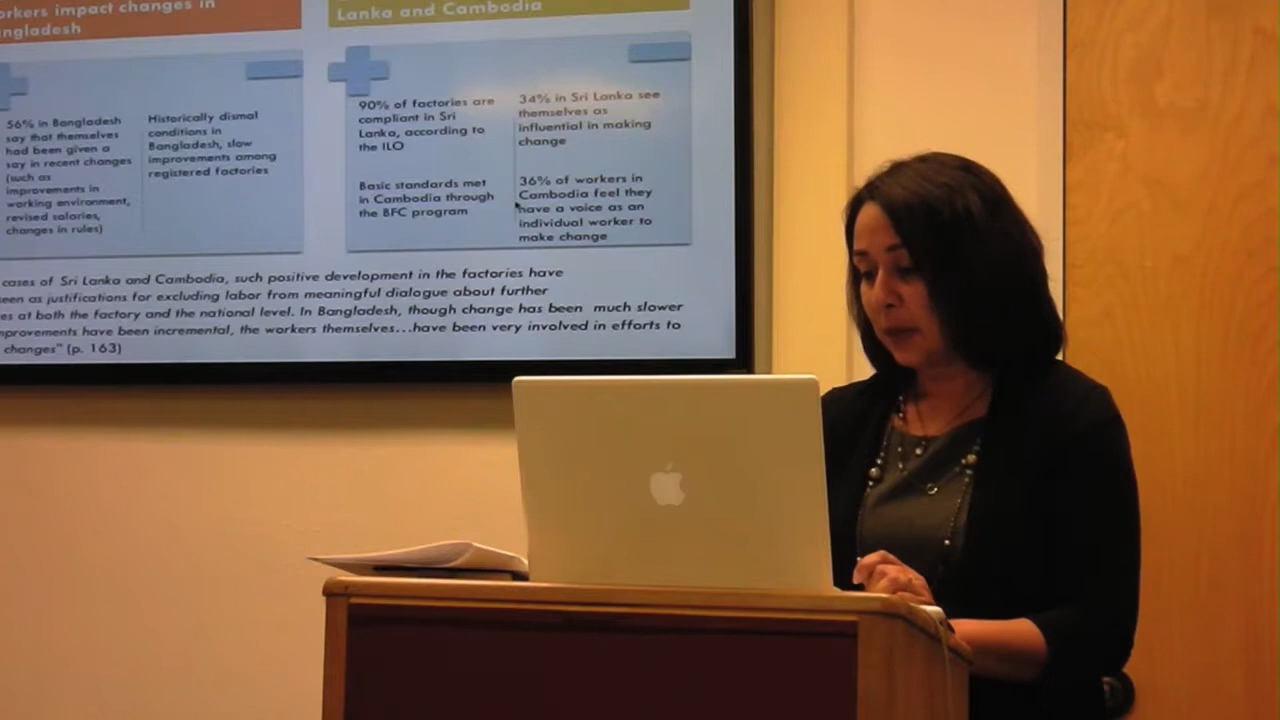 orkers impact changes in
ngladesh
Lanka and Cambodia
56% in Bangladesh
say that themselves
had been given a
say in recent changes
(such as
improvements in
working environment,
revised salaries,
changes in rules)
Historically dismal
conditions in
Bangladesh, slow
improvements among
registered factories
90% of factories are
compliant in Sri
Lanka, according to
the ILO
Basic standards met
in Cambodia through
the BFC program
34% in Sri Lanka see
themselves as
influential in making
change
36% of workers in
Cambodia feel they
have a voice as an
individual worker to
make change
cases of Sri Lanka and Cambodia, such positive development in the factories have
een as justifications for excluding labor from meaningful dialogue about further
es at both the factory and the national level. In Bangladesh, though change has been much slower
mprovements have been incremental, the workers themselves...have been very involved in efforts to
changes" (p. 163)